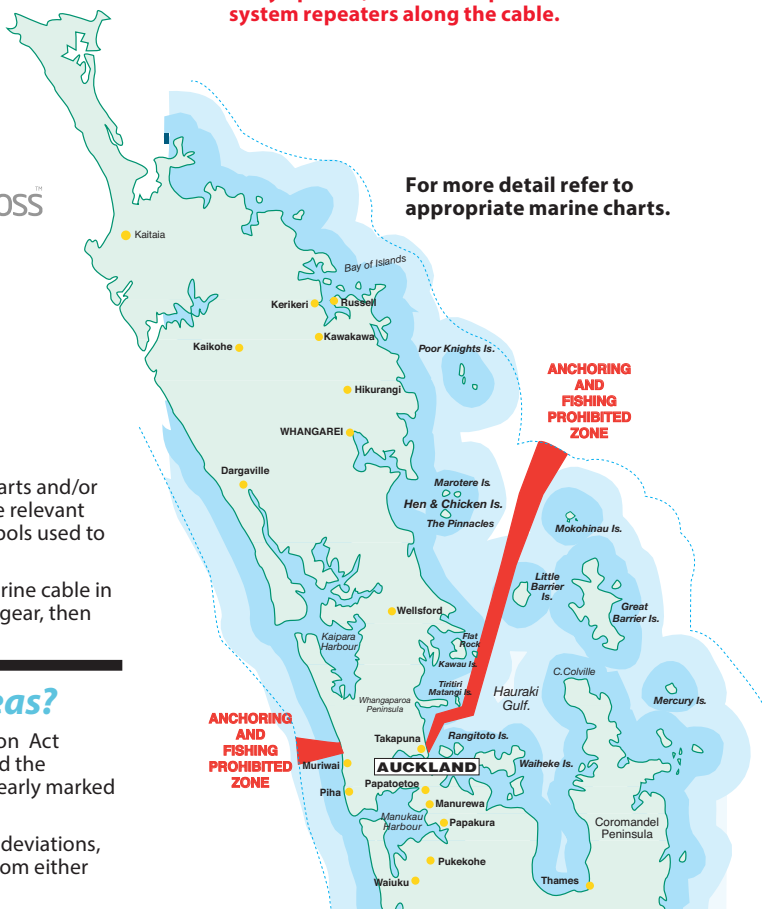 system repeaters along the cable.
For more detail refer to
appropriate marine charts.
oss™
Kaitaia
Bay of Islands
Kerikeri
Russell
Kawakawa
Kaikohe
Poor Knights Is.
ANCHORING
AND
FISHING
PROHIBITED
ZONE
Hikurangi
WHANGAREI
Dargaville
Marotere Is.
Hen & Chicken Is.
The Pinnacles
Mokohinau Is.
arts and/or
e relevant
ools used to
rine cable in
gear, then
Little
Barrier
Is.
Great
Barrier Is.
Wellsford
Kaipara
Harbour
Flat
Rock
Kawau Is.
C.Colville
Tiritiri
Matangi Is.
Hauraki
Gulf.
Mercury Is.
Whangaparoa
Peninsula
eas?
on Act
d the
early marked
deviations,
om either
ANCHORING
AND
FISHING
PROHIBITED
ZONE
Takapuna
Rangitoto Is.
Muriwai
AUCKLAND
Waiheke Is.
Piha
Papatoetoe
Manurewa
Manukau
Harbour
Papakura
Coromandel
Peninsula
Pukekohe
Waiuku
Thames